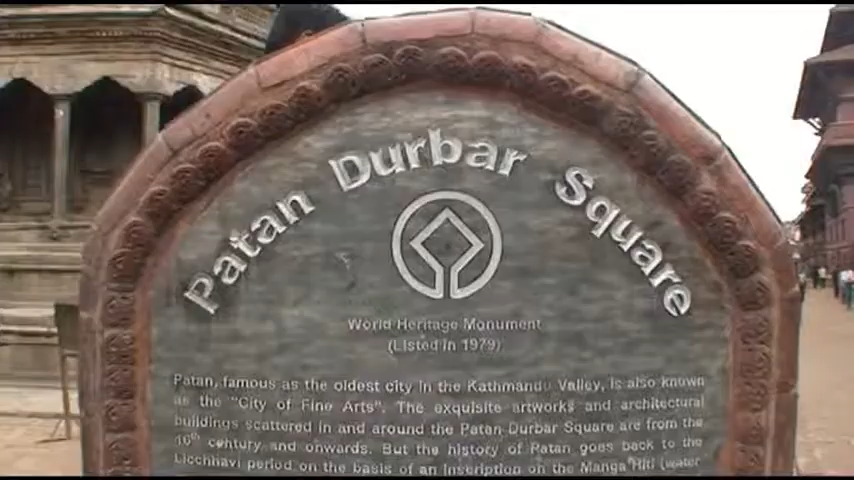 Patan Durbar Square
World Heritage Monument
(Listed in 1979)
Patan, famous as the oldest city in the Kathmandu Valley, is also known
as the "City of Fine Arts". The exquisite artworks and architectural
buildings scattered in and around the Patan Durbar Square are from the
16th century and onwards. But the history of Patan goes back to the
Licchhavi period on the basis of an inscription on the Manga Hiti (water